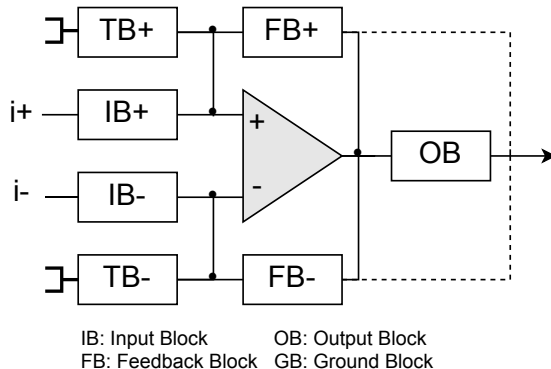 TB+ FB+
i+ IB+ +
OB
i- IB- -
TB- FB-
IB: Input Block OB: Output Block
FB: Feedback Block GB: Ground Block